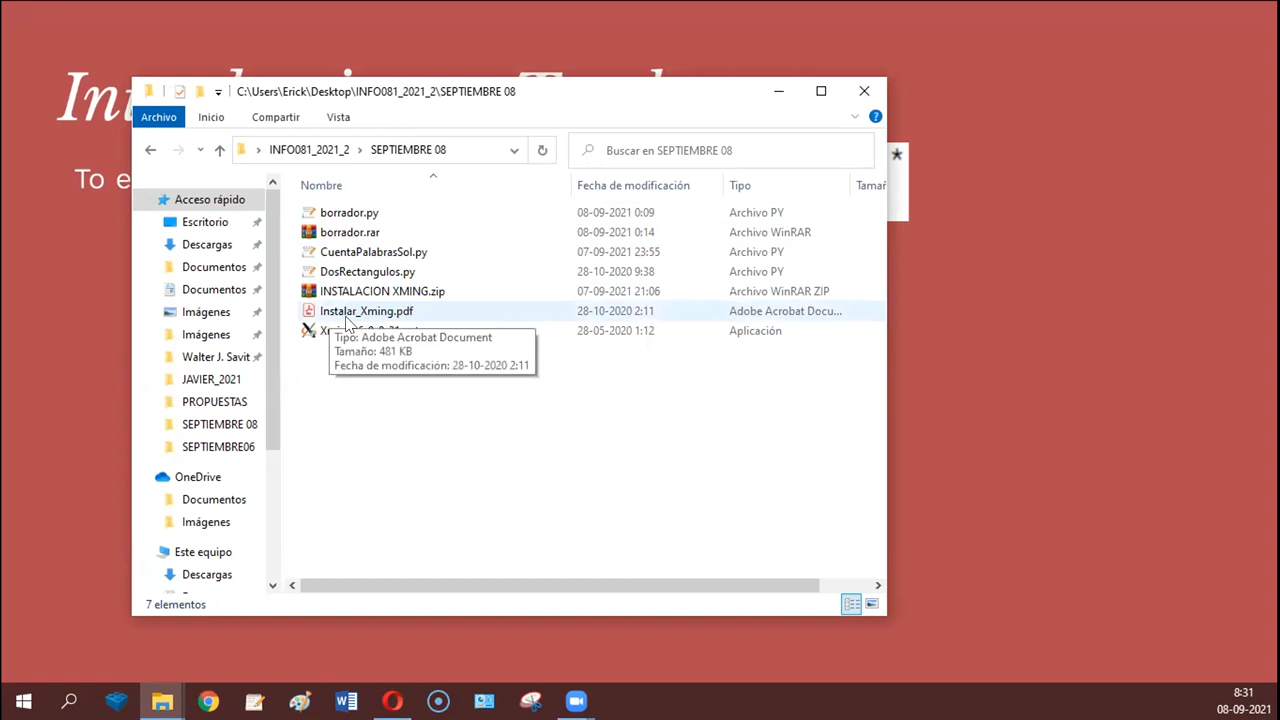 C:\Users\Erick\Desktop\INFO081_2021_2\SEPTIEMBRE 08
Archivo Inicio Compartir Vista
INFO081_2021_2 SEPTIEMBRE 08
Buscar en SEPTIEMBRE 08
To e
*
Nombre Fecha de modificación Tipo Tamañ
Acceso rápido
Escritorio
Descargas
Documentos
Documentos
Imágenes
Imágenes
Walter J. Savit
JAVIER_2021
PROPUESTAS
SEPTIEMBRE 08
SEPTIEMBRE06
OneDrive
Documentos
Imágenes
Este equipo
Descargas
borrador.py 08-09-2021 0:09 Archivo PY
borrador.rar 08-09-2021 0:14 Archivo WinRAR
CuentaPalabrasSol.py 07-09-2021 23:55 Archivo PY
DosRectangulos.py 28-10-2020 9:38 Archivo PY
INSTALACION XMING.zip 07-09-2021 21:06 Archivo WinRAR ZIP
Instalar_Xming.pdf 28-10-2020 2:11 Adobe Acrobat Docu...
28-05-2020 1:12 Aplicación
Tipo: Adobe Acrobat Document
Tamaño: 481 KB
Fecha de modificación: 28-10-2020 2:11
7 elementos
8:31
08-09-2021